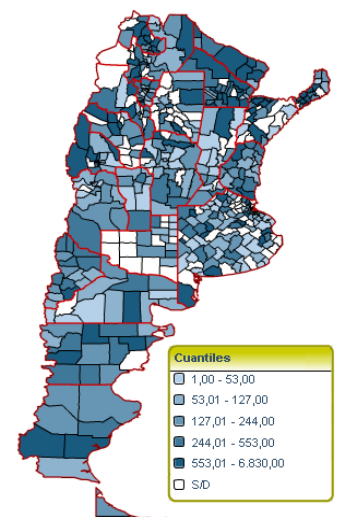 Cuantiles
1,00 - 53,00
53,01 - 127,00
127,01 - 244,00
244,01 - 553,00
553,01 - 6.830,00
S/D